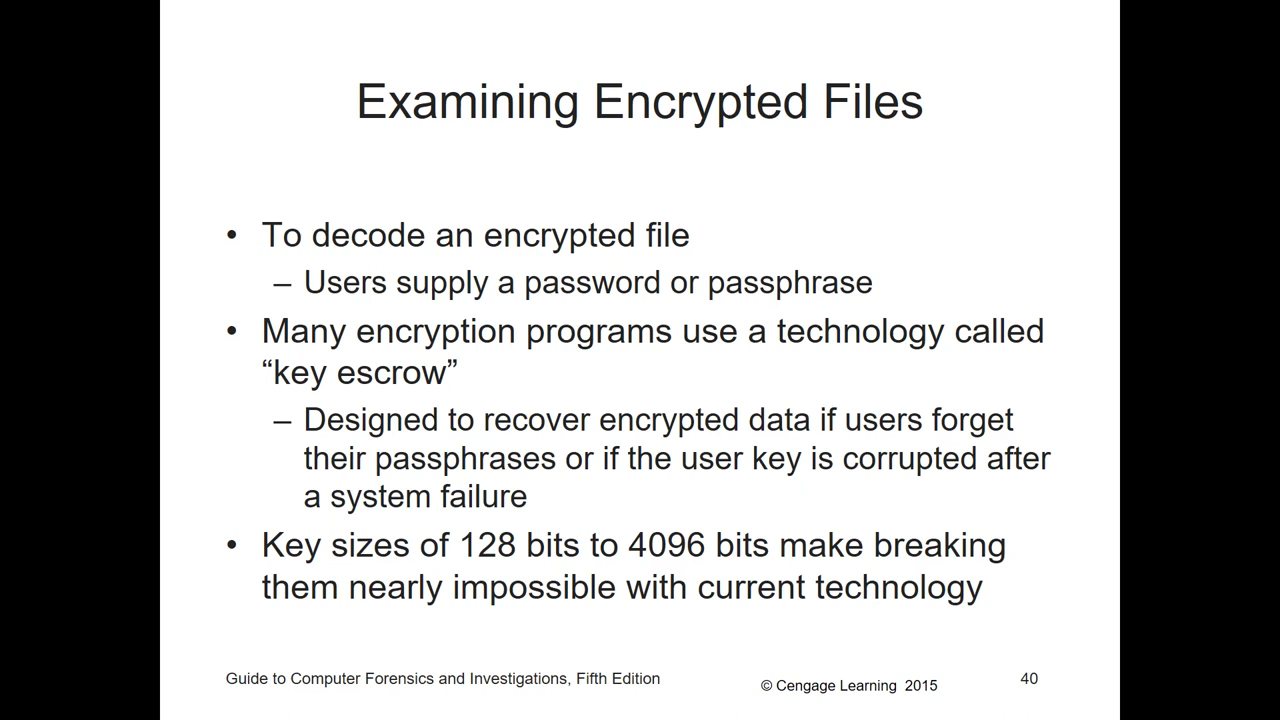 Examining Encrypted Files
• To decode an encrypted file
– Users supply a password or passphrase
• Many encryption programs use a technology called
“key escrow”
– Designed to recover encrypted data if users forget
their passphrases or if the user key is corrupted after
a system failure
• Key sizes of 128 bits to 4096 bits make breaking
them nearly impossible with current technology
Guide to Computer Forensics and Investigations, Fifth Edition
© Cengage Learning 2015
40